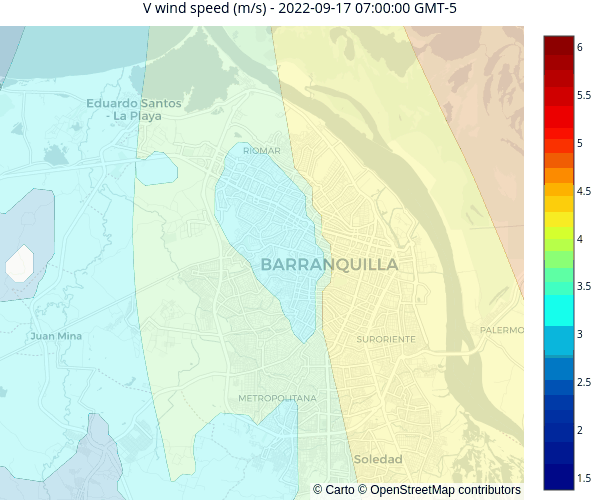 V wind speed (m/s) - 2022-09-17 07:00:00 GMT-5
6
5.5
5
4.5
4
3.5
3
2.5
2
1.5
Eduardo Santos
- La Playa
RIOMAR
BARRANQUILLA
Juan Mina
SURORIENTE
PALERMO
METROPOLITANA
Soledad
© Carto © OpenStreetMap contributors